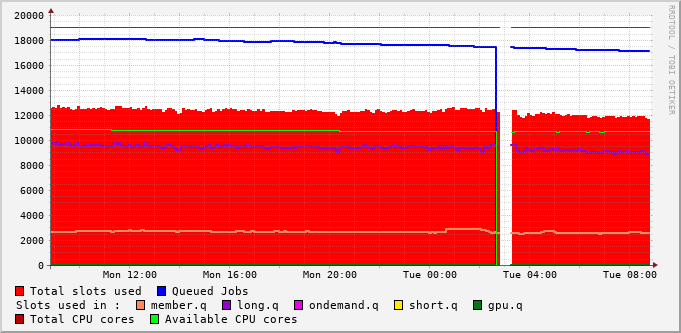 20000
18000
16000
14000
12000
10000
8000
6000
4000
2000
0
Mon 12:00 Mon 16:00 Mon 20:00 Tue 00:00 Tue 04:00 Tue 08:00
RRDTOOL / TOBI OETIKER
Total slots used Queued Jobs
Slots used in : member.q long.q ondemand.q short.q gpu.q
Total CPU cores Available CPU cores